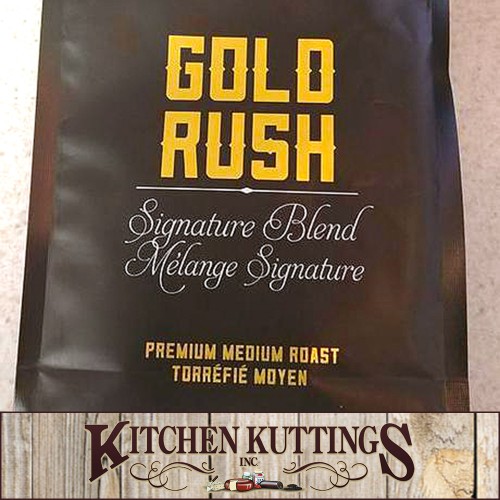 GOLD
RUSH
Signature Blend
Mélange Signature
PREMIUM MEDIUM ROAST
TORRÉFIÉ MOYEN
KITCHEN KUTTINGS
INC